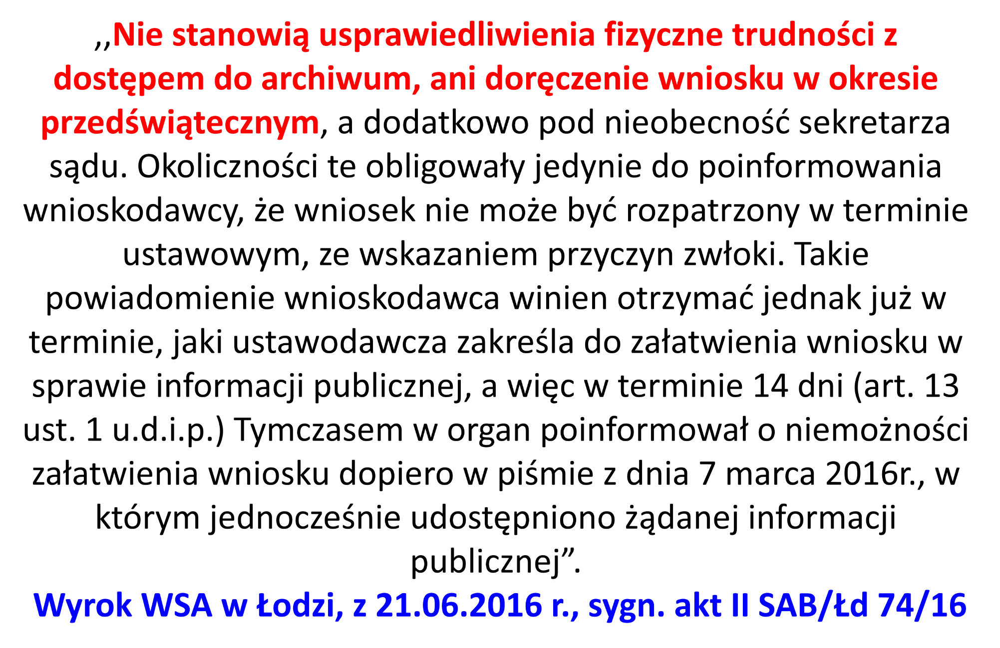 ,,Nie stanowią usprawiedliwienia fizyczne trudności z
dostępem do archiwum, ani doręczenie wniosku w okresie
przedświątecznym, a dodatkowo pod nieobecność sekretarza
sądu. Okoliczności te obligowały jedynie do poinformowania
wnioskodawcy, że wniosek nie może być rozpatrzony w terminie
ustawowym, ze wskazaniem przyczyn zwłoki. Takie
powiadomienie wnioskodawca winien otrzymać jednak już w
terminie, jaki ustawodawcza zakreśla do załatwienia wniosku w
sprawie informacji publicznej, a więc w terminie 14 dni (art. 13
ust. 1 u.d.i.p.) Tymczasem w organ poinformował o niemożności
załatwienia wniosku dopiero w piśmie z dnia 7 marca 2016r., w
którym jednocześnie udostępniono żądanej informacji
publicznej”.
Wyrok WSA w Łodzi, z 21.06.2016 r., sygn. akt II SAB/Łd 74/16